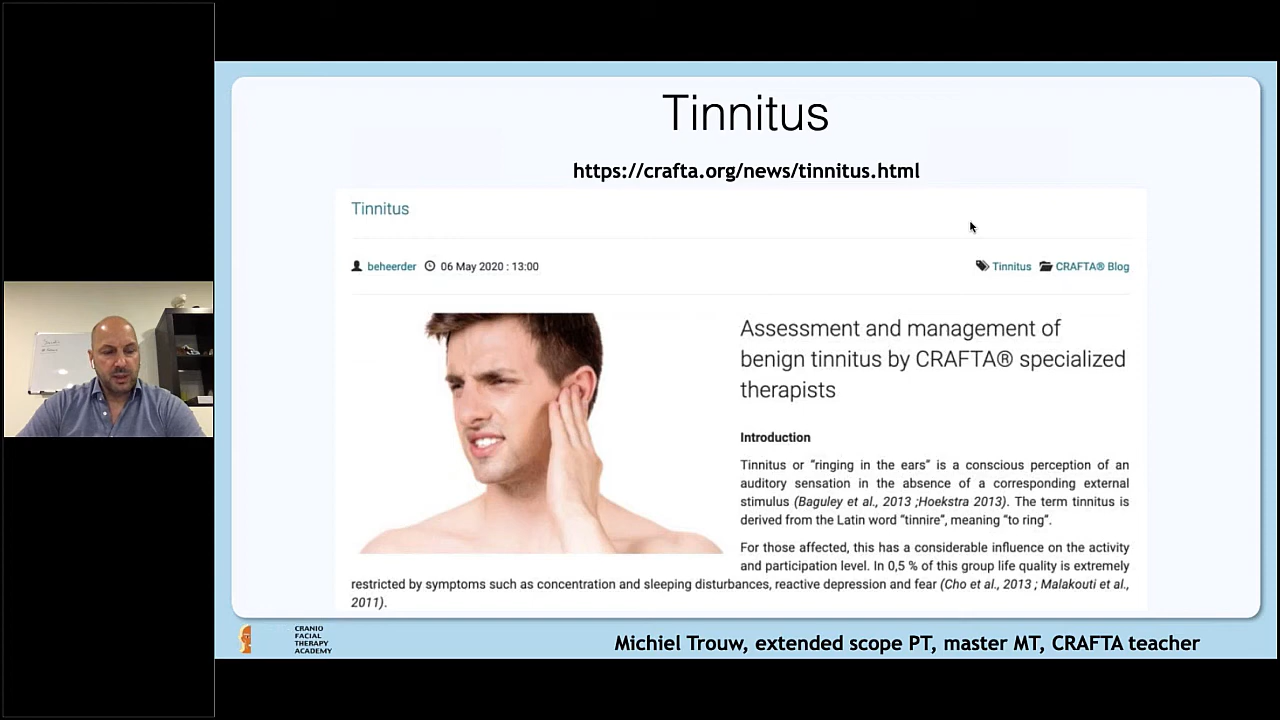 Tinnitus
https://crafta.org/news/tinnitus.html
Tinnitus
beheerder 06 May 2020 : 13:00 Tinnitus CRAFTA® Blog
Assessment and management of
benign tinnitus by CRAFTA® specialized
therapists
Introduction
Tinnitus or “ringing in the ears” is a conscious perception of an
auditory sensation in the absence of a corresponding external
stimulus (Baguley et al., 2013 ;Hoekstra 2013). The term tinnitus is
derived from the Latin word “tinnire”, meaning “to ring”.
For those affected, this has a considerable influence on the activity
and participation level. In 0,5 % of this group life quality is extremely
restricted by symptoms such as concentration and sleeping disturbances, reactive depression and fear (Cho et al., 2013 ; Malakouti et al.,
2011).
CRANIO
FACIAL
THERAPY
ACADEMY
Michiel Trouw, extended scope PT, master MT, CRAFTA teacher